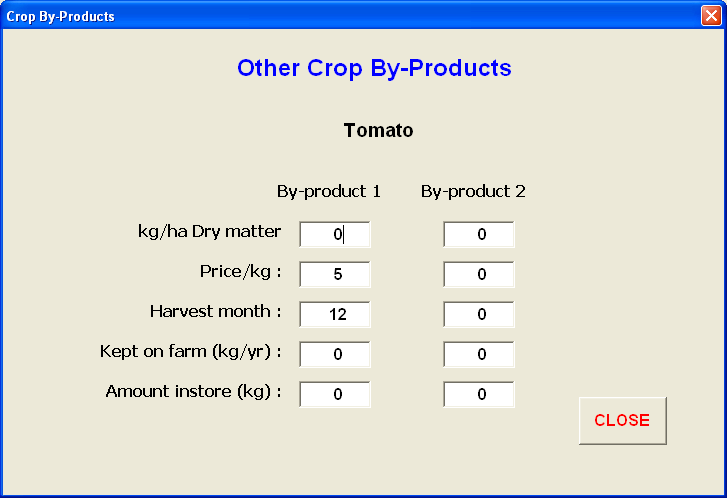 Crop By-Products
Other Crop By-Products
Tomato
By-product 1 By-product 2
kg/ha Dry matter 0 0
Price/kg : 5 0
Harvest month : 12 0
Kept on farm (kg/yr) : 0 0
Amount instore (kg) : 0 0
CLOSE